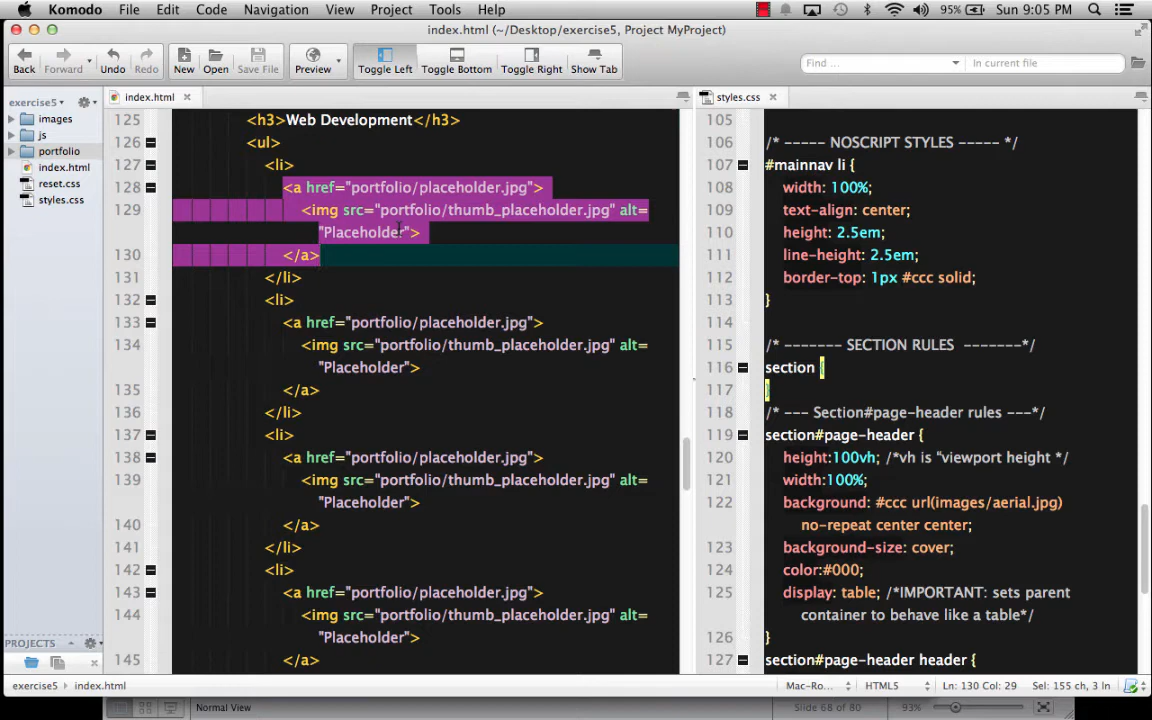 Komodo File Edit Code Navigation View Project Tools Help 95% Sun 9:05 PM
index.html (~/Desktop/exercise5, Project MyProject)
Back Forward Undo Redo New Open Save File Preview Toggle Left Toggle Bottom Toggle Right Show Tab Find ... In current file
exercise5
images
js
portfolio
index.html
reset.css
styles.css
PROJECTS
index.html
125 <h3>Web Development</h3>
126 <ul>
127 <li>
128 <a href="portfolio/placeholder.jpg">
129 <img src="portfolio/thumb_placeholder.jpg" alt=
"Placeholder">
130 </a>
131 </li>
132 <li>
133 <a href="portfolio/placeholder.jpg">
134 <img src="portfolio/thumb_placeholder.jpg" alt=
"Placeholder">
135 </a>
136 </li>
137 <li>
138 <a href="portfolio/placeholder.jpg">
139 <img src="portfolio/thumb_placeholder.jpg" alt=
"Placeholder">
140 </a>
141 </li>
142 <li>
143 <a href="portfolio/placeholder.jpg">
144 <img src="portfolio/thumb_placeholder.jpg" alt=
"Placeholder">
145 </a>
styles.css
105
106 /* ----- NOSCRIPT STYLES ----- */
107 #mainnav li {
108 width: 100%;
109 text-align: center;
110 height: 2.5em;
111 line-height: 2.5em;
112 border-top: 1px #ccc solid;
113 }
114
115 /* ------- SECTION RULES -------*/
116 section {
117 }
118 /* --- Section#page-header rules ---*/
119 section#page-header {
120 height:100vh; /*vh is "viewport height */
121 width:100%;
122 background: #ccc url(images/aerial.jpg)
no-repeat center center;
123 background-size: cover;
124 color:#000;
125 display: table; /*IMPORTANT: sets parent
container to behave like a table*/
126 }
127 section#page-header header {
exercise5 index.html Mac-Ro... HTML5 Ln: 130 Col: 29 Sel: 155 ch, 3 ln
Normal View Slide 68 of 80 93%